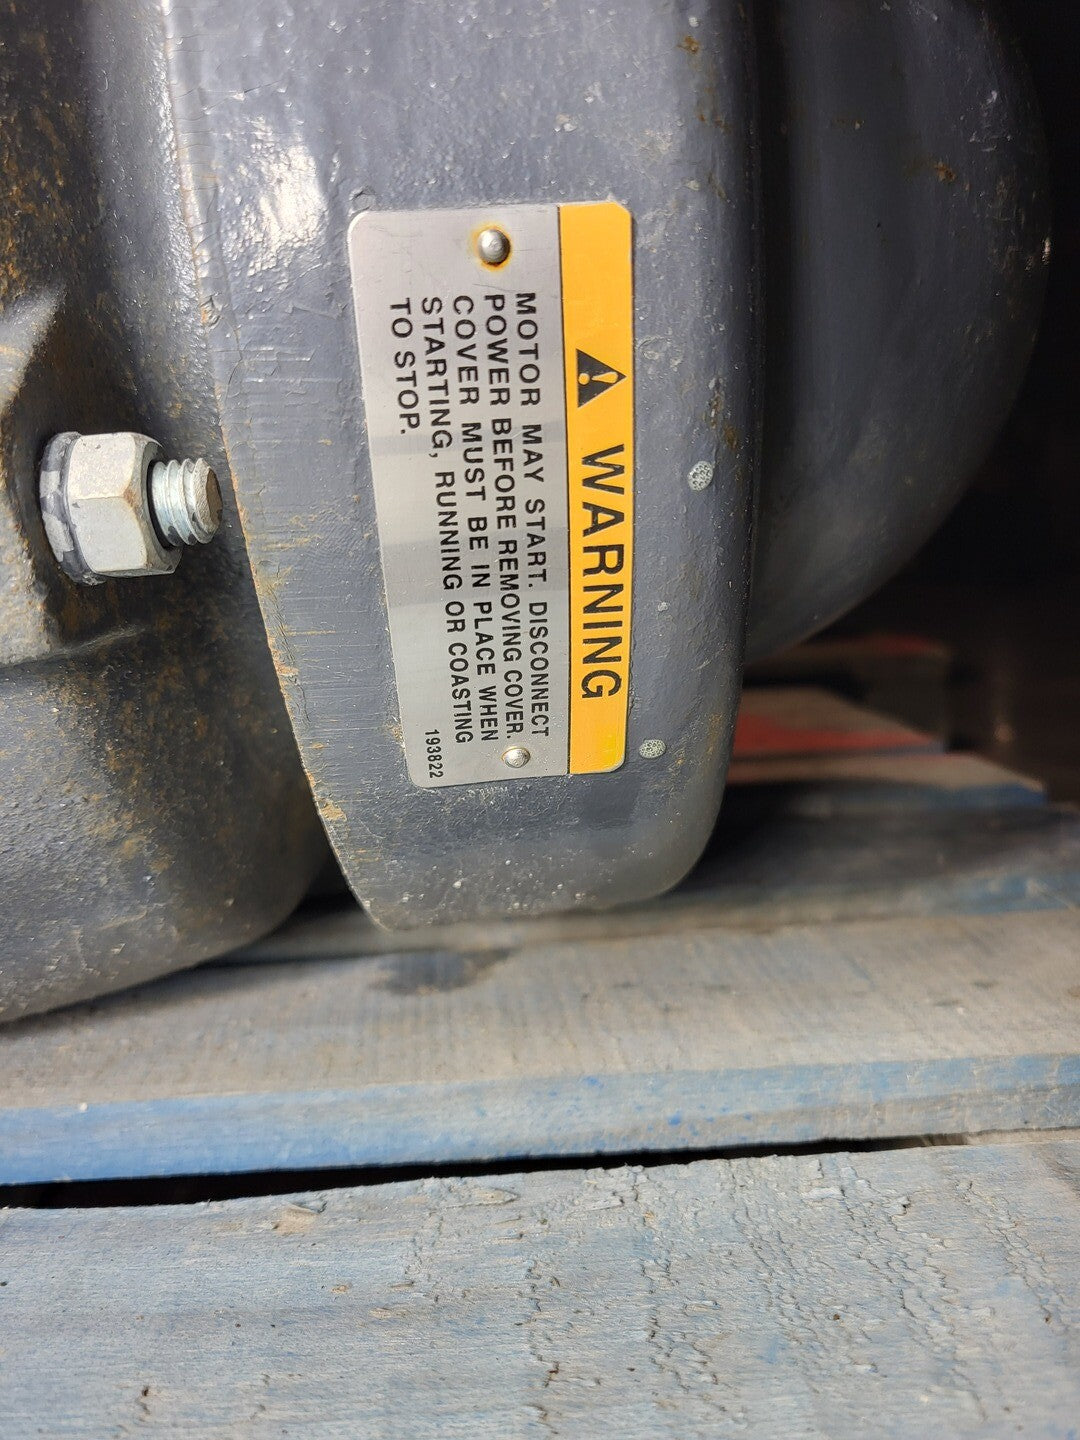 WARNING
MOTOR MAY START. DISCONNECT
POWER BEFORE REMOVING COVER.
COVER MUST BE IN PLACE WHEN
STARTING, RUNNING OR COASTING
TO STOP.
193822